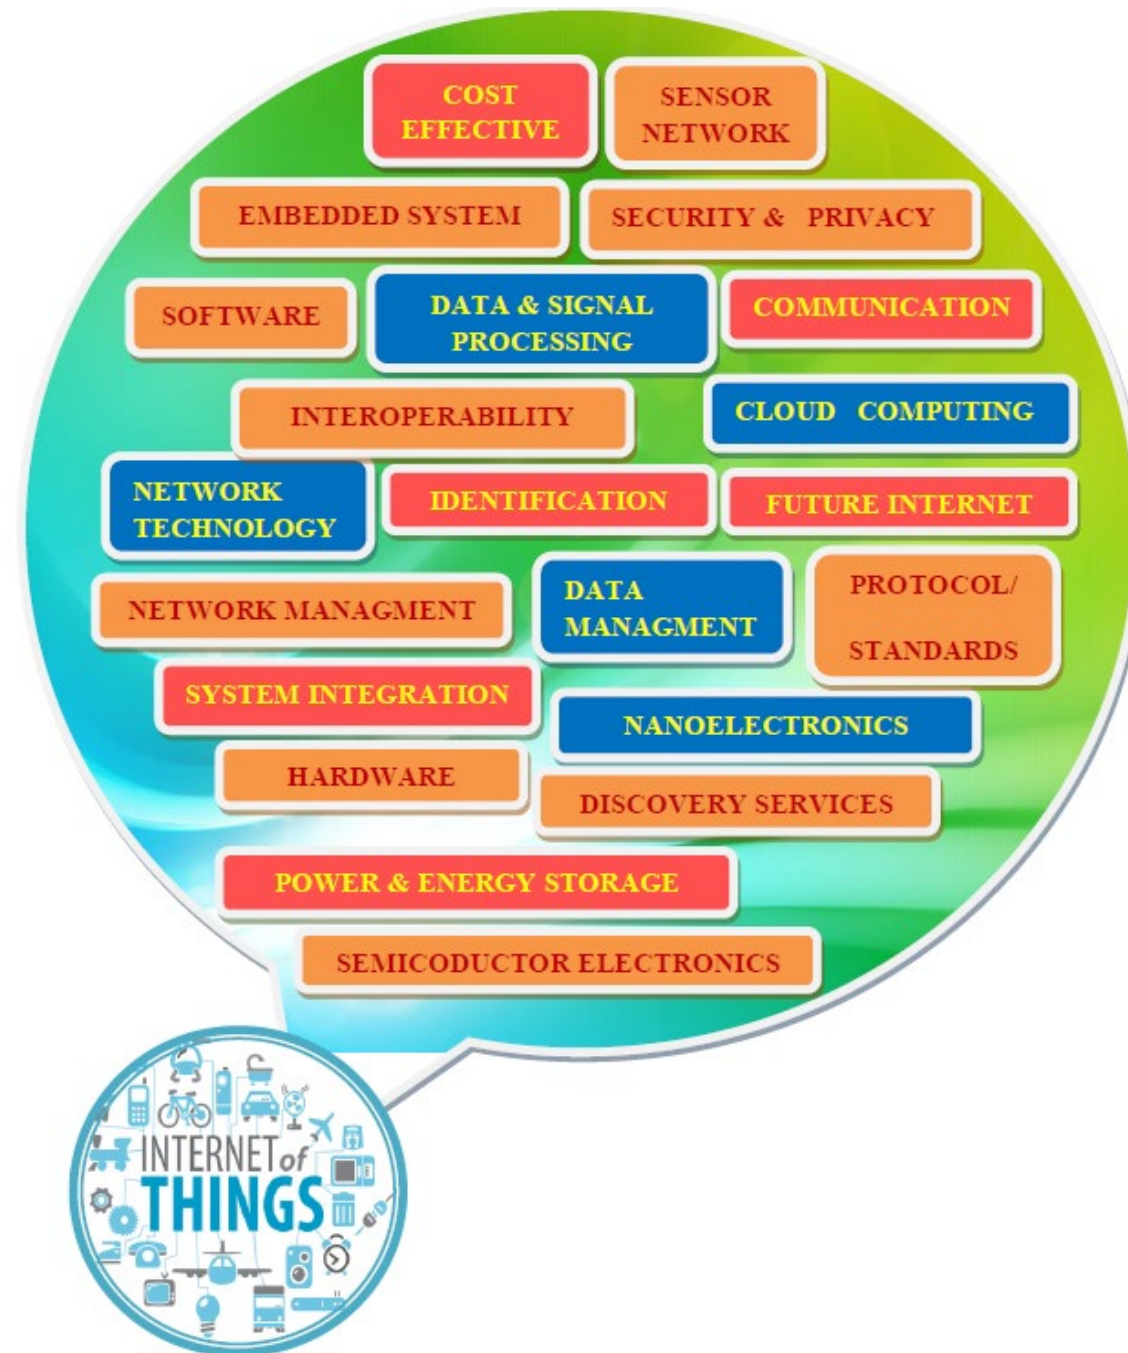 COST
EFFECTIVE
SENSOR
NETWORK
EMBEDDED SYSTEM
SECURITY & PRIVACY
SOFTWARE
DATA & SIGNAL
PROCESSING
COMMUNICATION
INTEROPERABILITY
CLOUD COMPUTING
NETWORK
TECHNOLOGY
IDENTIFICATION
FUTURE INTERNET
NETWORK MANAGMENT
DATA
MANAGMENT
PROTOCOL/
STANDARDS
SYSTEM INTEGRATION
NANOELECTRONICS
HARDWARE
DISCOVERY SERVICES
POWER & ENERGY STORAGE
SEMICODUCTOR ELECTRONICS
INTERNET of
THINGS